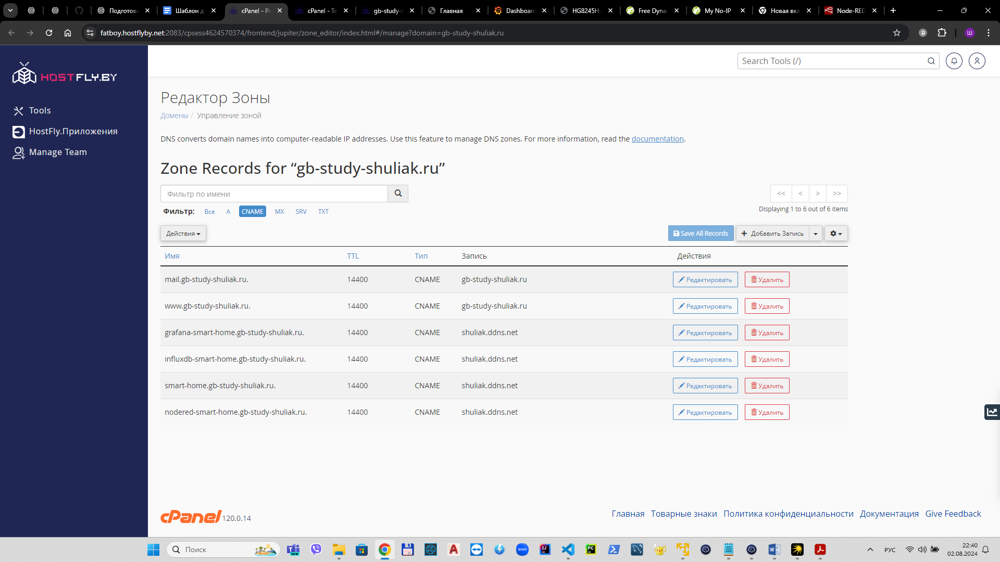 Подготовк
Шаблон д
cPanel - Ре
cPanel - To
gb-study-s
Главная
Dashboard
HG8245H
Free Dyna
My No-IP
Новая вкл
Node-RED
fatboy.hostflyby.net:2083/cpsess4624570374/frontend/jupiter/zone_editor/index.html#/manage?domain=gb-study-shuliak.ru
Ш
HOSTFLY.BY
Search Tools (/)
Tools
HostFly.Приложения
Manage Team
Редактор Зоны
Домены / Управление зоной
DNS converts domain names into computer-readable IP addresses. Use this feature to manage DNS zones. For more information, read the documentation.
Zone Records for “gb-study-shuliak.ru”
Фильтр по имени
<< < > >>
Фильтр: Все A CNAME MX SRV TXT
Displaying 1 to 6 out of 6 items
Действия
Save All Records
Добавить Запись
Имя TTL Тип Запись Действия
mail.gb-study-shuliak.ru. 14400 CNAME gb-study-shuliak.ru Редактировать Удалить
www.gb-study-shuliak.ru. 14400 CNAME gb-study-shuliak.ru Редактировать Удалить
grafana-smart-home.gb-study-shuliak.ru. 14400 CNAME shuliak.ddns.net Редактировать Удалить
influxdb-smart-home.gb-study-shuliak.ru. 14400 CNAME shuliak.ddns.net Редактировать Удалить
smart-home.gb-study-shuliak.ru. 14400 CNAME shuliak.ddns.net Редактировать Удалить
nodered-smart-home.gb-study-shuliak.ru. 14400 CNAME shuliak.ddns.net Редактировать Удалить
cPanel 120.0.14
Главная Товарные знаки Политика конфиденциальности Документация Give Feedback
Поиск
NEW
zoom
РУС
22:40
02.08.2024